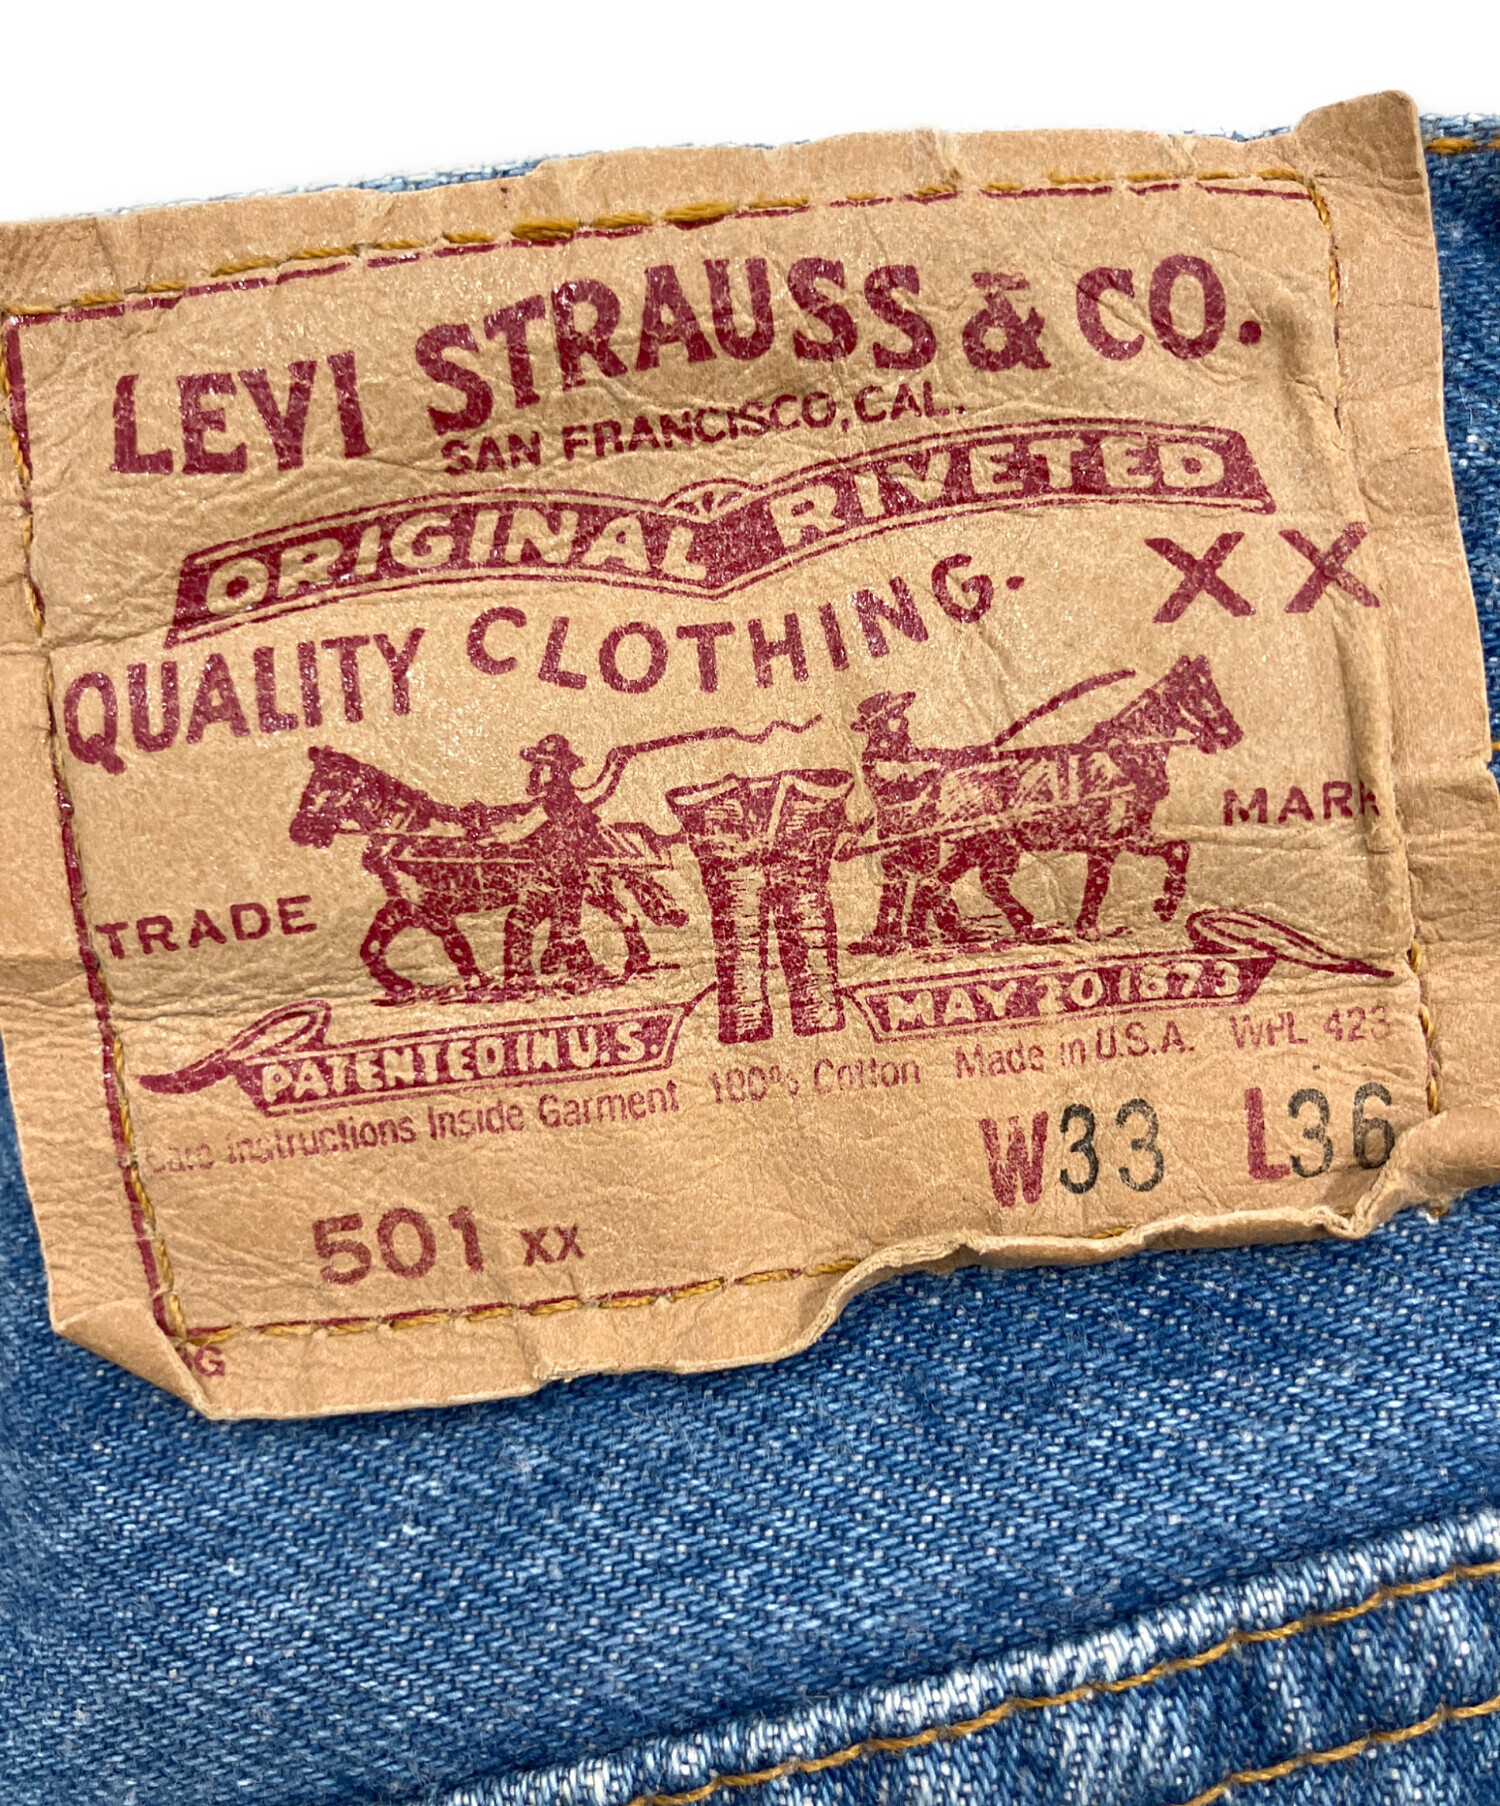 LEVI STRAUSS & CO.
SAN FRANCISCO, CAL.
ORIGINAL RIVETED
QUALITY CLOTHING. XX
TRADE MARK
PATENTED IN U.S. MAY 20 1873
Care Instructions Inside Garment 100% Cotton Made in U.S.A. WPL 423
W33 L36
501 XX